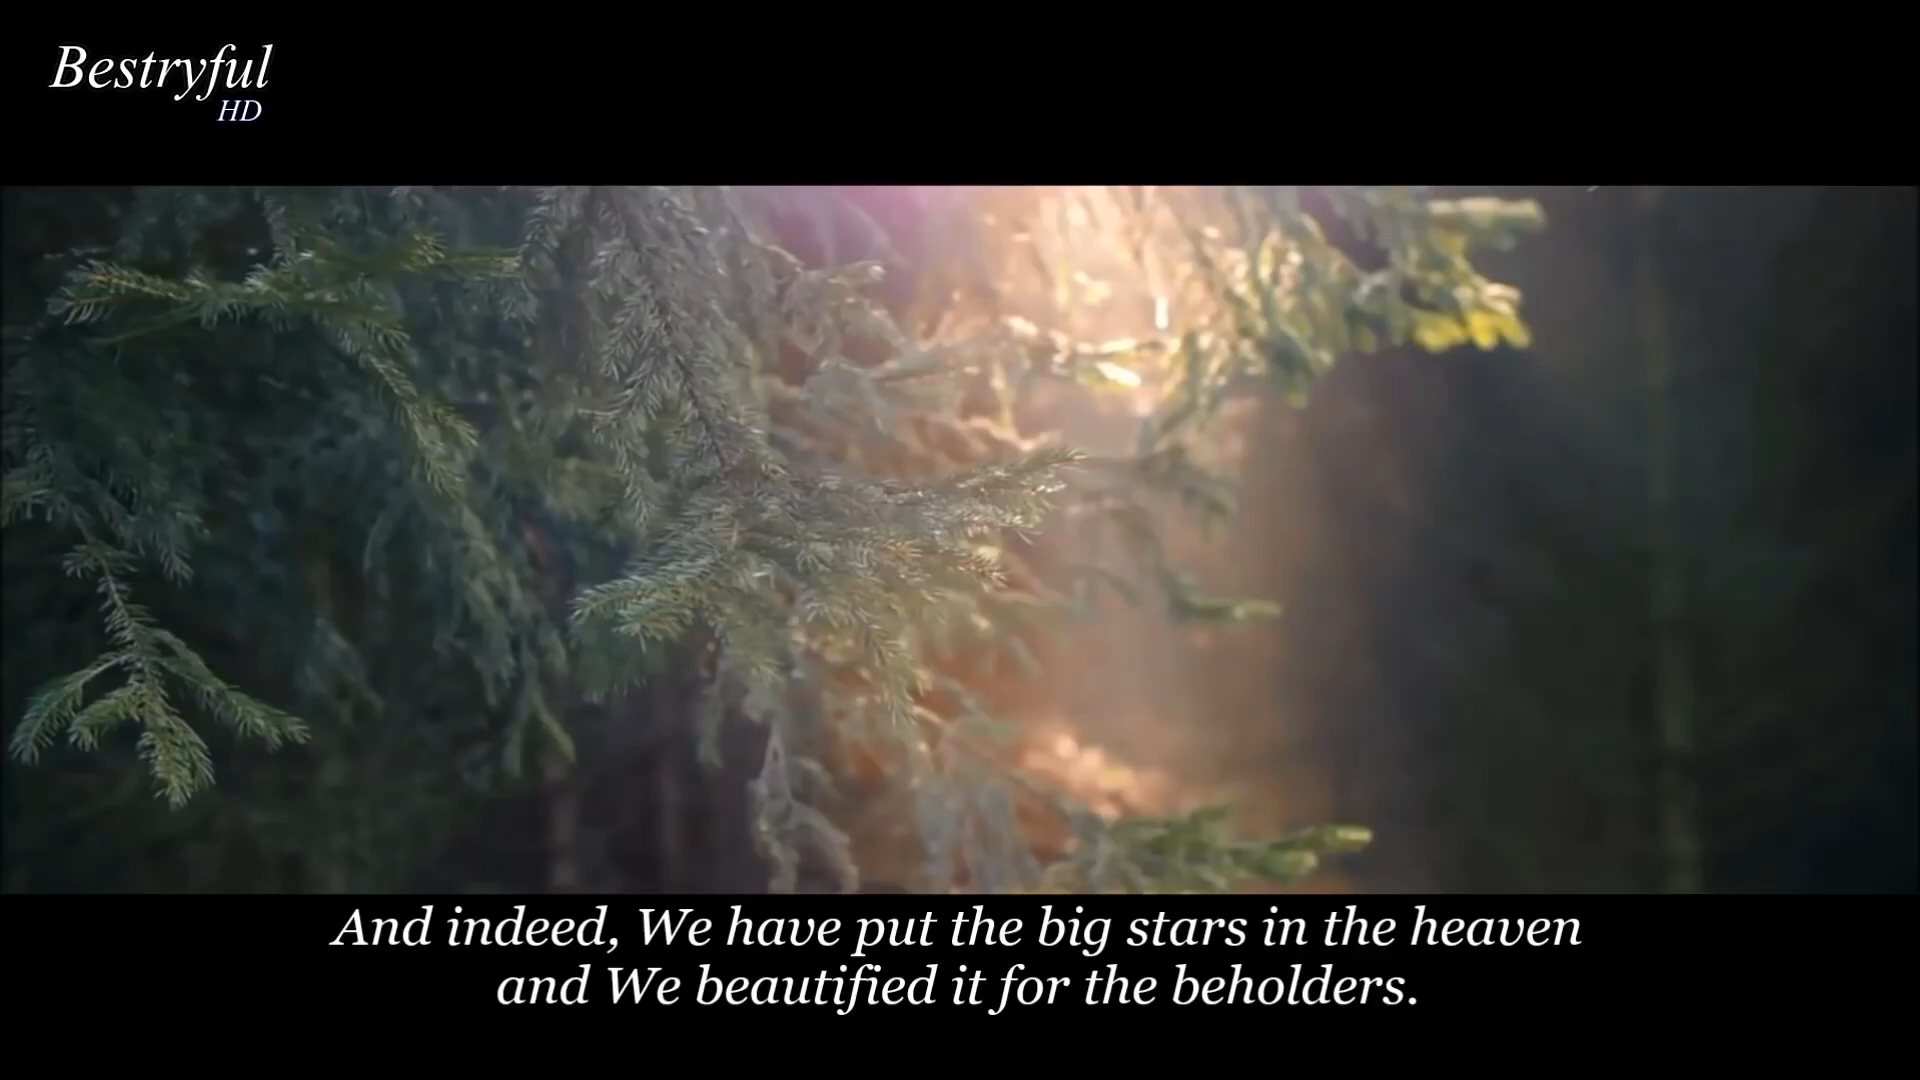 Bestryful
HD
And indeed, We have put the big stars in the heaven
and We beautified it for the beholders.